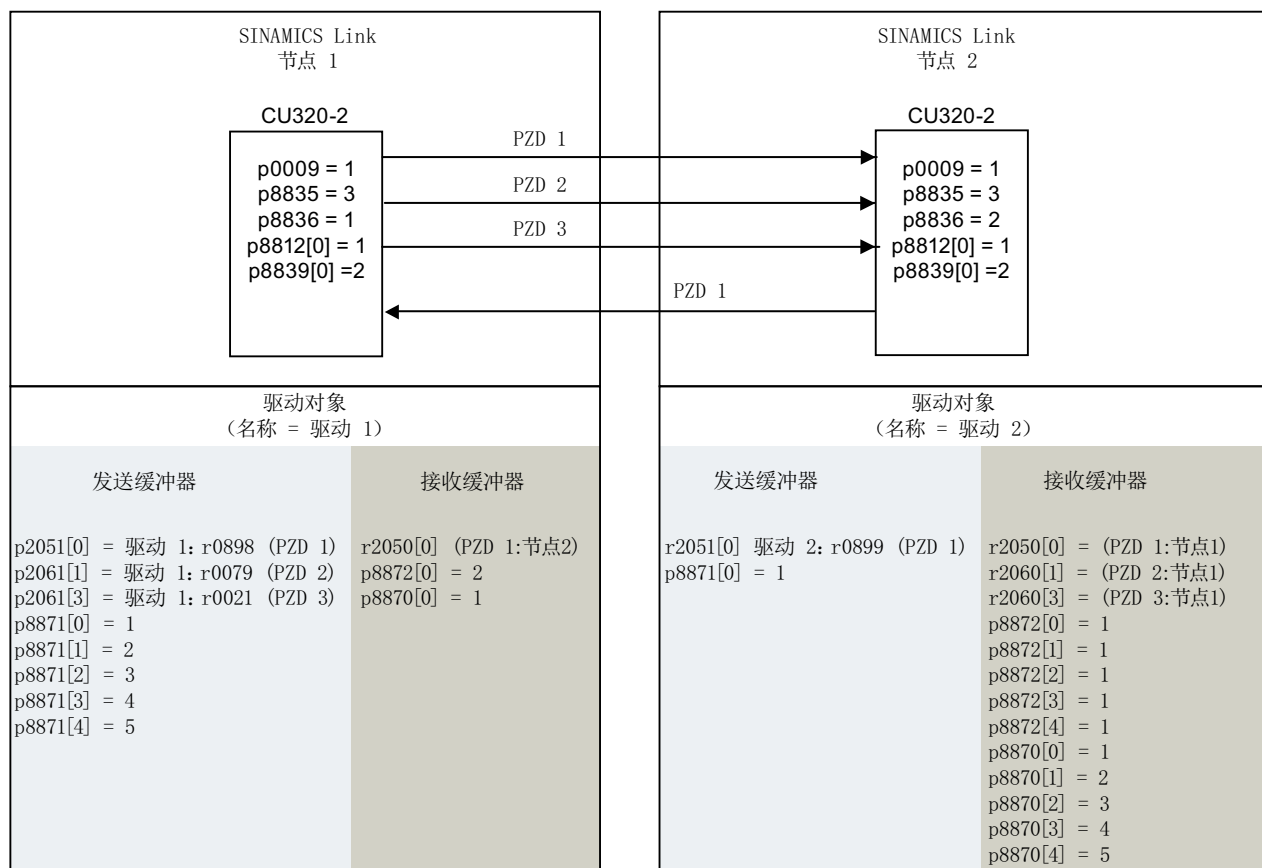 SINAMICS Link
节点 1
CU320-2
p0009 = 1
p8835 = 3
p8836 = 1
p8812[0] = 1
p8839[0] =2
PZD 1
PZD 2
PZD 3
PZD 1
SINAMICS Link
节点 2
CU320-2
p0009 = 1
p8835 = 3
p8836 = 2
p8812[0] = 1
p8839[0] =2
驱动对象
(名称 = 驱动 1)
发送缓冲器
p2051[0] = 驱动 1: r0898 (PZD 1)
p2061[1] = 驱动 1: r0079 (PZD 2)
p2061[3] = 驱动 1: r0021 (PZD 3)
p8871[0] = 1
p8871[1] = 2
p8871[2] = 3
p8871[3] = 4
p8871[4] = 5
接收缓冲器
r2050[0] (PZD 1:节点2)
p8872[0] = 2
p8870[0] = 1
驱动对象
(名称 = 驱动 2)
发送缓冲器
r2051[0] 驱动 2: r0899 (PZD 1)
p8871[0] = 1
接收缓冲器
r2050[0] = (PZD 1:节点1)
r2060[1] = (PZD 2:节点1)
r2060[3] = (PZD 3:节点1)
p8872[0] = 1
p8872[1] = 1
p8872[2] = 1
p8872[3] = 1
p8872[4] = 1
p8870[0] = 1
p8870[1] = 2
p8870[2] = 3
p8870[3] = 4
p8870[4] = 5